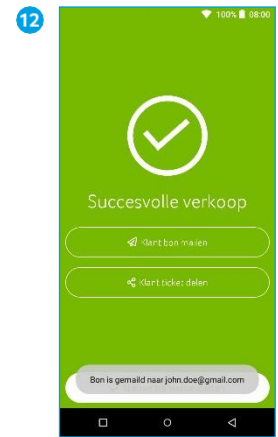 12
100% 08:00
Succesvolle verkoop
Klant bon mailen
Klant ticket delen
Bon is gemaild naar john.doe@gmail.com